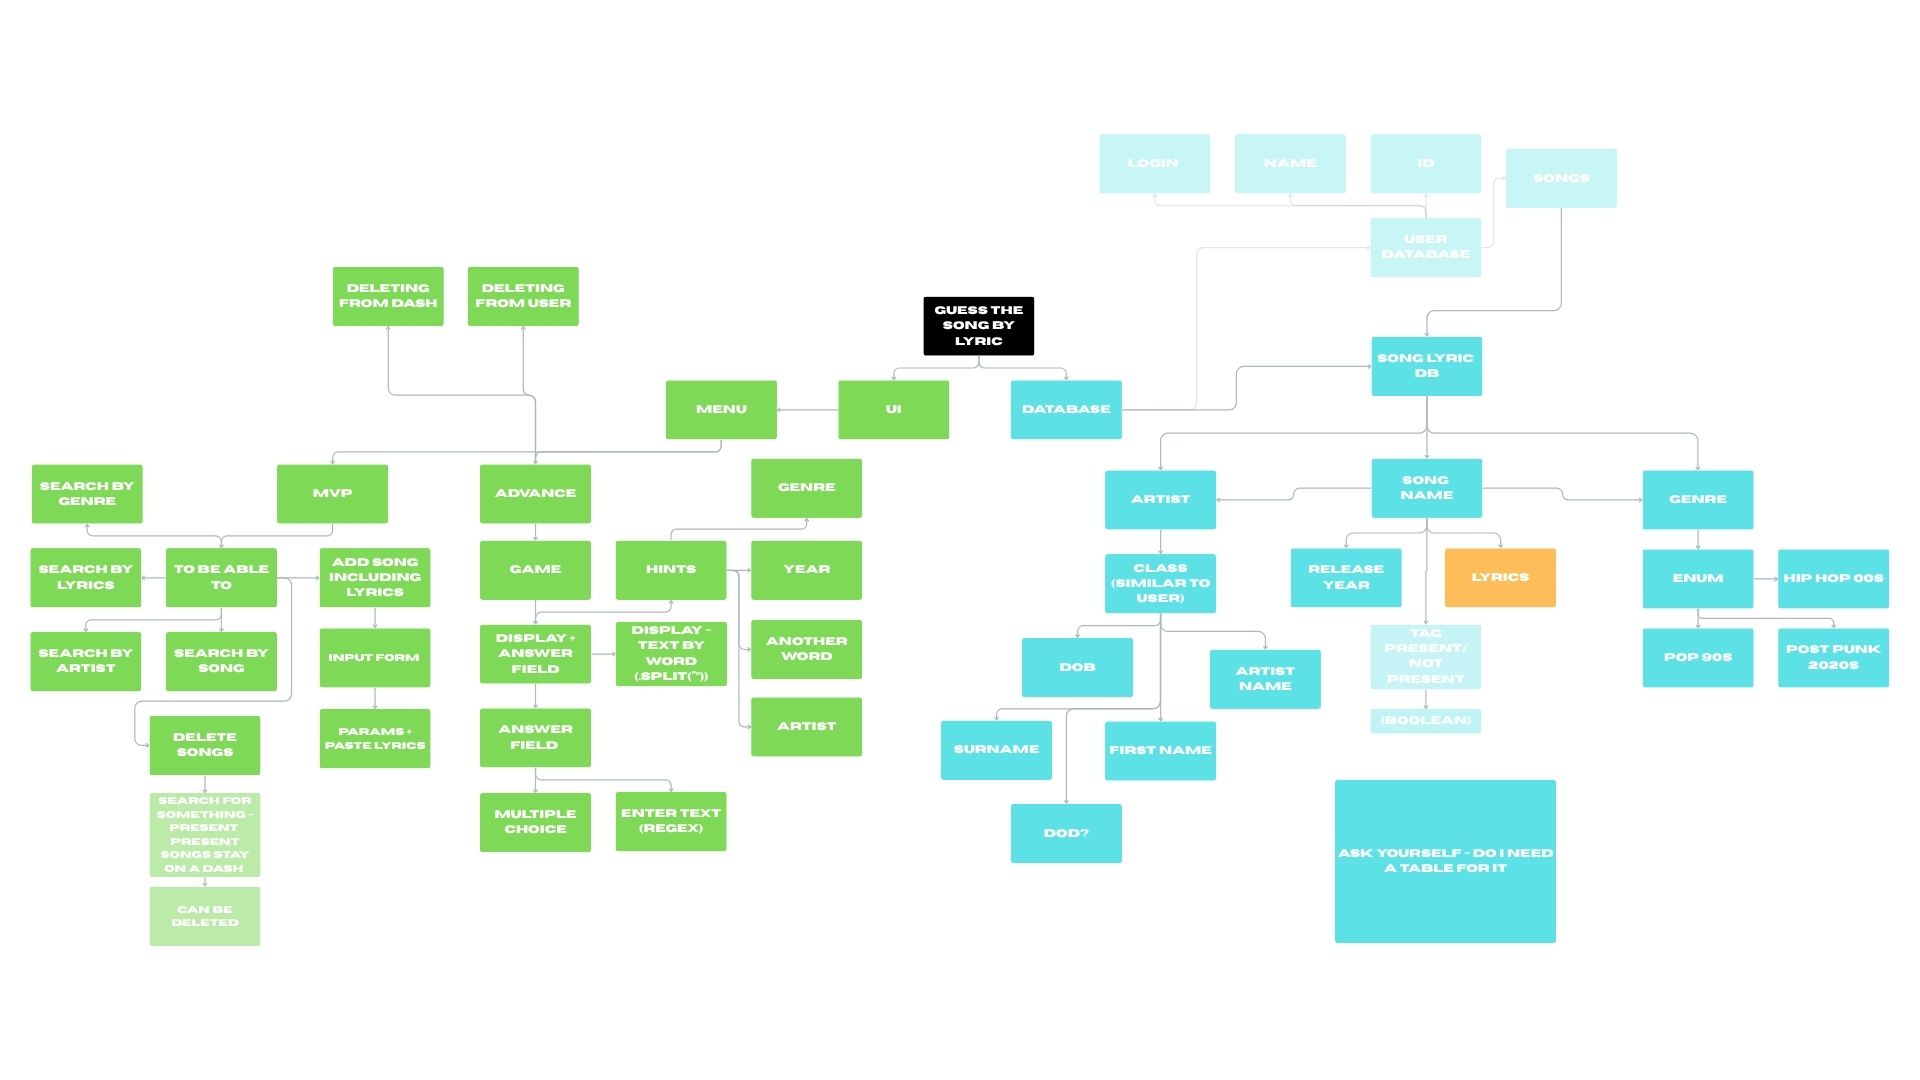 LOGIN
NAME
ID
SONGS
USER
DATABASE
DELETING
FROM DASH
DELETING
FROM USER
GUESS THE
SONG BY
LYRIC
SONG LYRIC
DB
MENU
UI
DATABASE
SEARCH BY
GENRE
MVP
ADVANCE
GENRE
ARTIST
SONG
NAME
GENRE
SEARCH BY
LYRICS
TO BE ABLE
TO
ADD SONG
INCLUDING
LYRICS
GAME
HINTS
YEAR
CLASS
(SIMILAR TO
USER)
RELEASE
YEAR
LYRICS
ENUM
HIP HOP 00S
SEARCH BY
ARTIST
SEARCH BY
SONG
INPUT FORM
DISPLAY +
ANSWER
FIELD
DISPLAY -
TEXT BY
WORD
(.SPLIT(""))
ANOTHER
WORD
DOB
ARTIST
NAME
TAG
PRESENT/
NOT
PRESENT
POP 90S
POST PUNK
2020S
DELETE
SONGS
PARAMS +
PASTE LYRICS
ANSWER
FIELD
ARTIST
SURNAME
FIRST NAME
(BOOLEAN)
SEARCH FOR
SOMETHING -
PRESENT
PRESENT
SONGS STAY
ON A DASH
MULTIPLE
CHOICE
ENTER TEXT
(REGEX)
DOD?
ASK YOURSELF - DO I NEED
A TABLE FOR IT
CAN BE
DELETED